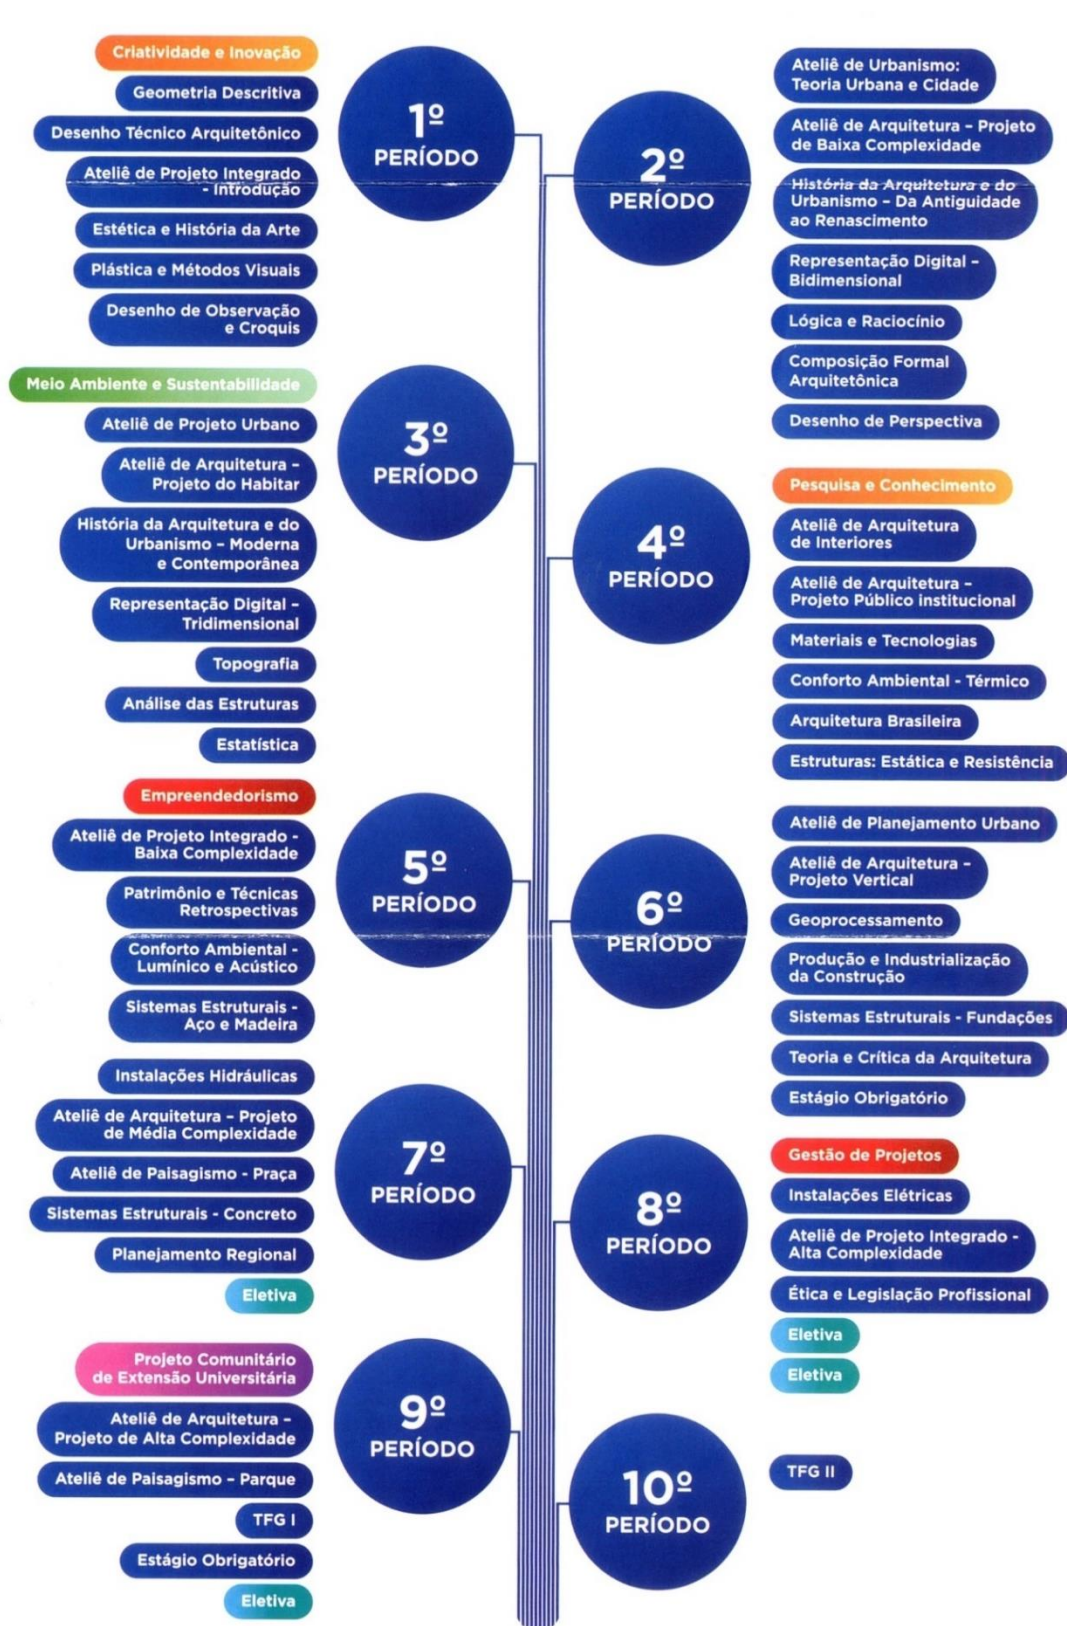 1º
PERÍODO
Criatividade e Inovação
Geometria Descritiva
Desenho Técnico Arquitetônico
Ateliê de Projeto Integrado
- Introdução
Estética e História da Arte
Plástica e Métodos Visuais
Desenho de Observação
e Croquis
2º
PERÍODO
Ateliê de Urbanismo:
Teoria Urbana e Cidade
Ateliê de Arquitetura – Projeto
de Baixa Complexidade
História da Arquitetura e do
Urbanismo – Da Antiguidade
ao Renascimento
Representação Digital –
Bidimensional
Lógica e Raciocínio
Composição Formal
Arquitetônica
Desenho de Perspectiva
3º
PERÍODO
Meio Ambiente e Sustentabilidade
Ateliê de Projeto Urbano
Ateliê de Arquitetura –
Projeto do Habitar
História da Arquitetura e do
Urbanismo – Moderna
e Contemporânea
Representação Digital –
Tridimensional
Topografia
Análise das Estruturas
Estatística
4º
PERÍODO
Pesquisa e Conhecimento
Ateliê de Arquitetura
de Interiores
Ateliê de Arquitetura –
Projeto Público institucional
Materiais e Tecnologias
Conforto Ambiental - Térmico
Arquitetura Brasileira
Estruturas: Estática e Resistência
5º
PERÍODO
Empreendedorismo
Ateliê de Projeto Integrado -
Baixa Complexidade
Patrimônio e Técnicas
Retrospectivas
Conforto Ambiental -
Lumínico e Acústico
Sistemas Estruturais -
Aço e Madeira
6º
PERÍODO
Ateliê de Planejamento Urbano
Ateliê de Arquitetura –
Projeto Vertical
Geoprocessamento
Produção e Industrialização
da Construção
Sistemas Estruturais - Fundações
Teoria e Crítica da Arquitetura
Estágio Obrigatório
7º
PERÍODO
Instalações Hidráulicas
Ateliê de Arquitetura – Projeto
de Média Complexidade
Ateliê de Paisagismo - Praça
Sistemas Estruturais - Concreto
Planejamento Regional
Eletiva
8º
PERÍODO
Gestão de Projetos
Instalações Elétricas
Ateliê de Projeto Integrado -
Alta Complexidade
Ética e Legislação Profissional
Eletiva
Eletiva
9º
PERÍODO
Projeto Comunitário
de Extensão Universitária
Ateliê de Arquitetura –
Projeto de Alta Complexidade
Ateliê de Paisagismo – Parque
TFG I
Estágio Obrigatório
Eletiva
10º
PERÍODO
TFG II